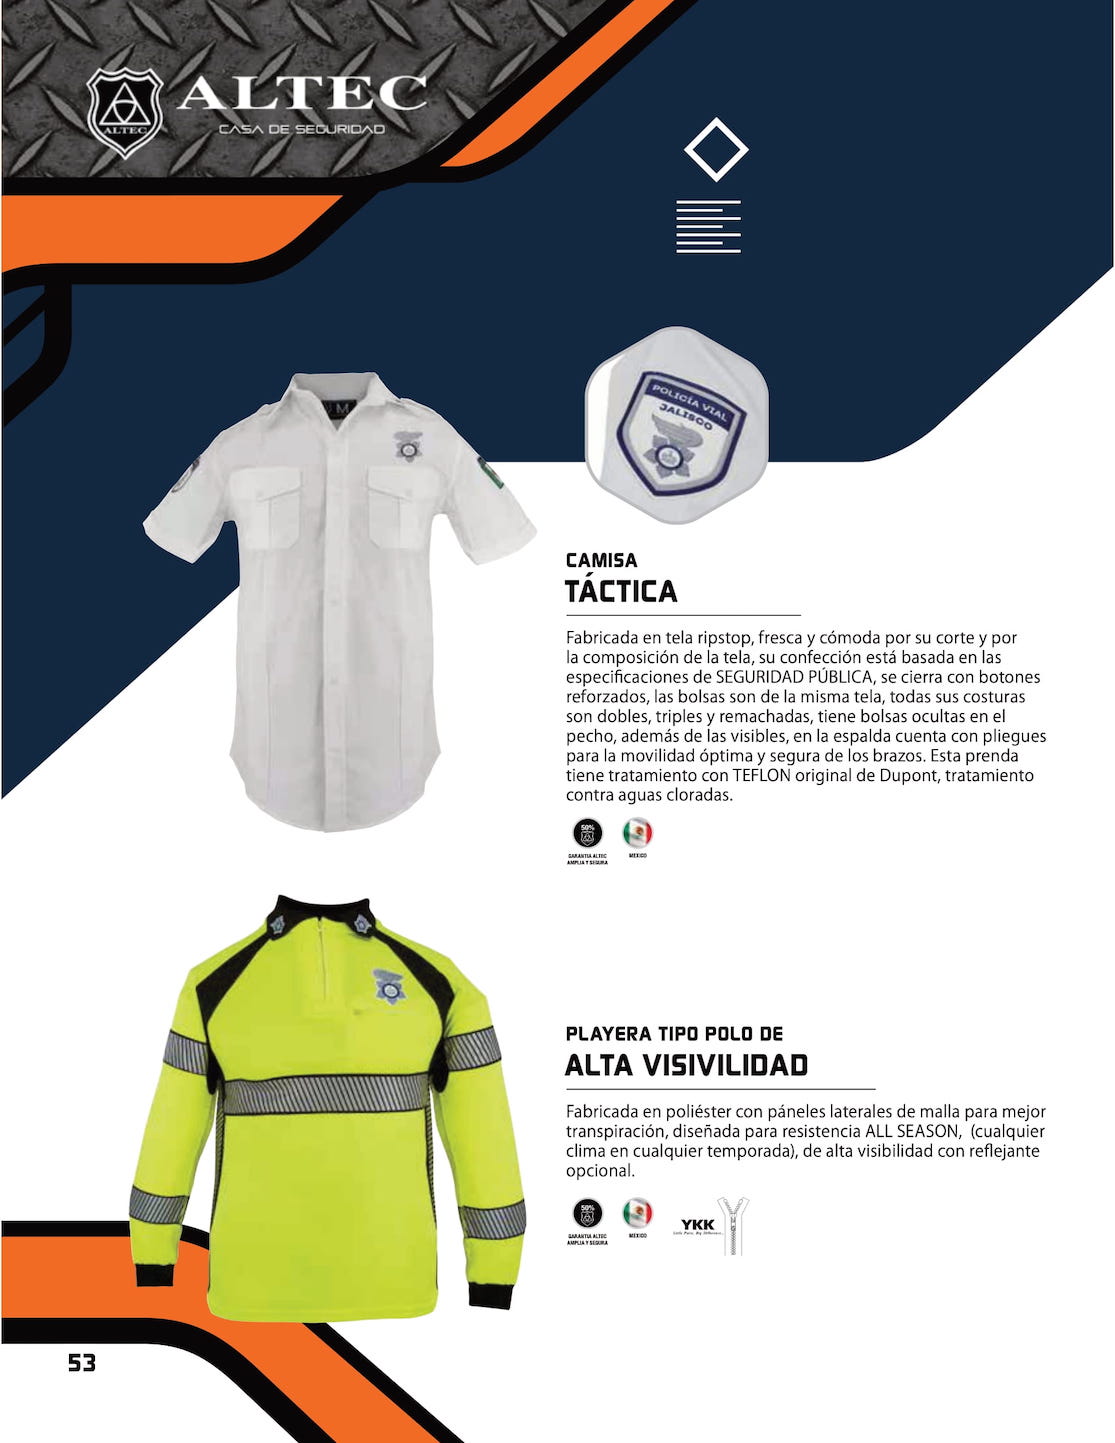 ALTEC
ALTEC
CASA DE SEGURIDAD
POLICÍA VIAL
JALISCO
CAMISA
TÁCTICA
Fabricada en tela ripstop, fresca y cómoda por su corte y por
la composición de la tela, su confección está basada en las
especificaciones de SEGURIDAD PÚBLICA, se cierra con botones
reforzados, las bolsas son de la misma tela, todas sus costuras
son dobles, triples y remachadas, tiene bolsas ocultas en el
pecho, además de las visibles, en la espalda cuenta con pliegues
para la movilidad óptima y segura de los brazos. Esta prenda
tiene tratamiento con TEFLON original de Dupont, tratamiento
contra aguas cloradas.
50%
GARANTIA ALTEC
AMPLIA Y SEGURA
MEXICO
PLAYERA TIPO POLO DE
ALTA VISIVILIDAD
Fabricada en poliéster con páneles laterales de malla para mejor
transpiración, diseñada para resistencia ALL SEASON, (cualquier
clima en cualquier temporada), de alta visibilidad con reflejante
opcional.
50%
GARANTIA ALTEC
AMPLIA Y SEGURA
MEXICO
YKK
Little Parts. Big Difference.
53